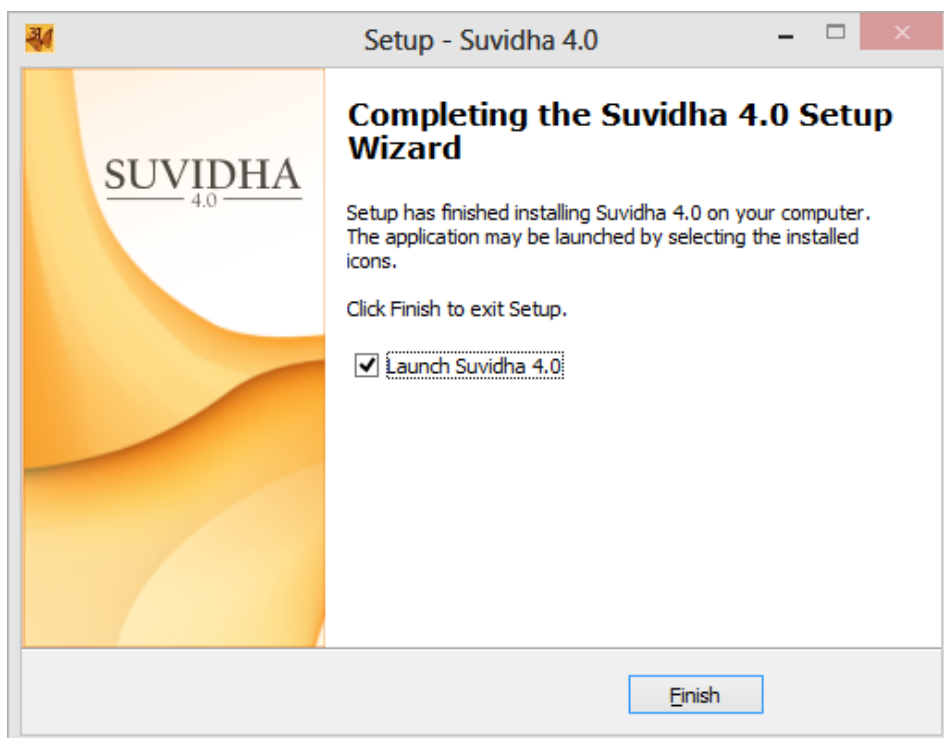 Setup - Suvidha 4.0
SUVIDHA
4.0
Completing the Suvidha 4.0 Setup
Wizard
Setup has finished installing Suvidha 4.0 on your computer.
The application may be launched by selecting the installed
icons.
Click Finish to exit Setup.
Launch Suvidha 4.0
Finish